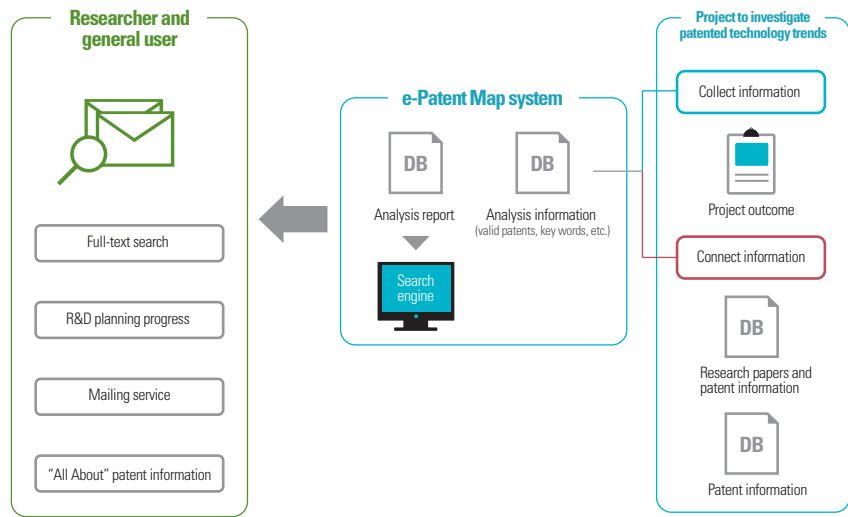 Researcher and
general user
Full-text search
R&D planning progress
Mailing service
“All About” patent information
e-Patent Map system
DB
Analysis report
DB
Analysis information
(valid patents, key words, etc.)
Search
engine
Project to investigate
patented technology trends
Collect information
Project outcome
Connect information
DB
Research papers and
patent information
DB
Patent information